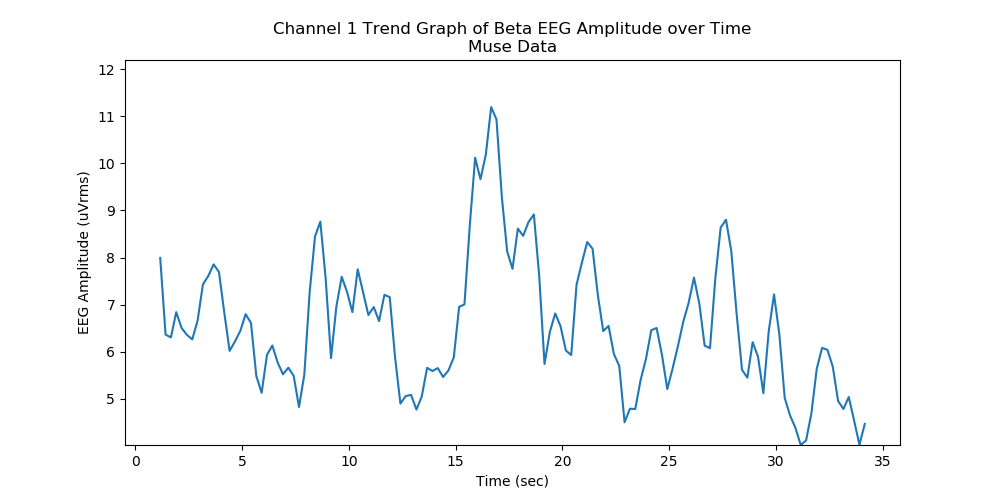 Channel 1 Trend Graph of Beta EEG Amplitude over Time
Muse Data
12
11
10
9
8
7
6
5
EEG Amplitude (uVrms)
0 5 10 15 20 25 30 35
Time (sec)